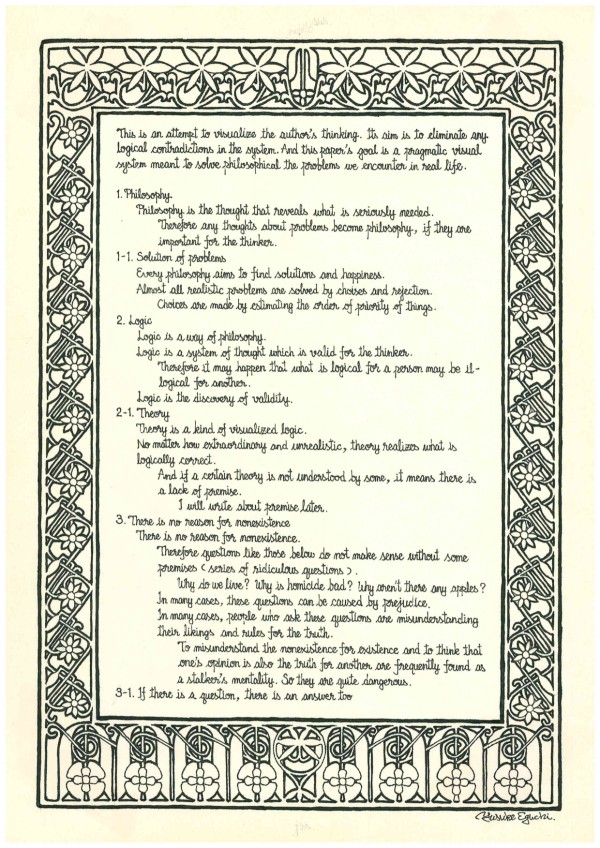 This is an attempt to visualize the author's thinking. Its aim is to eliminate any
logical contradictions in the system. And this paper's goal is a pragmatic visual
system meant to solve philosophical the problems we encounter in real life.
1. Philosophy
Philosophy is the thought that reveals what is seriously needed.
Therefore any thoughts about problems become philosophy, if they are
important for the thinker.
1-1. Solution of problems
Every philosophy aims to find solutions and happiness.
Almost all realistic problems are solved by choises and rejection.
Choices are made by estimating the order of priority of things.
2. Logic
Logic is a way of philosophy.
Logic is a system of thought which is valid for the thinker.
Therefore it may happen that what is logical for a person may be il-
logical for another.
Logic is the discovery of validity.
2-1. Theory
Theory is a kind of visualized logic.
No matter how extraordinary and unrealistic, theory realizes what is
logically correct.
And if a certain theory is not understood by some, it means there is
a lack of premise.
I will write about premise later.
3. There is no reason for nonexistence
There is no reason for nonexistence.
Therefore questions like those below do not make sense without some
premises (series of ridiculous questions).
Why do we live? Why is homicide bad? Why aren't there any apples?
In many cases, these questions can be caused by prejudice.
In many cases, people who ask these questions are misunderstanding
their likings and rules for the truth.
To misunderstand the nonexistence for existence and to think that
one's opinion is also the truth for another are frequently found as
a stalker's mentality. So they are quite dangerous.
3-1. If there is a question, there is an answer too
Eguchi.